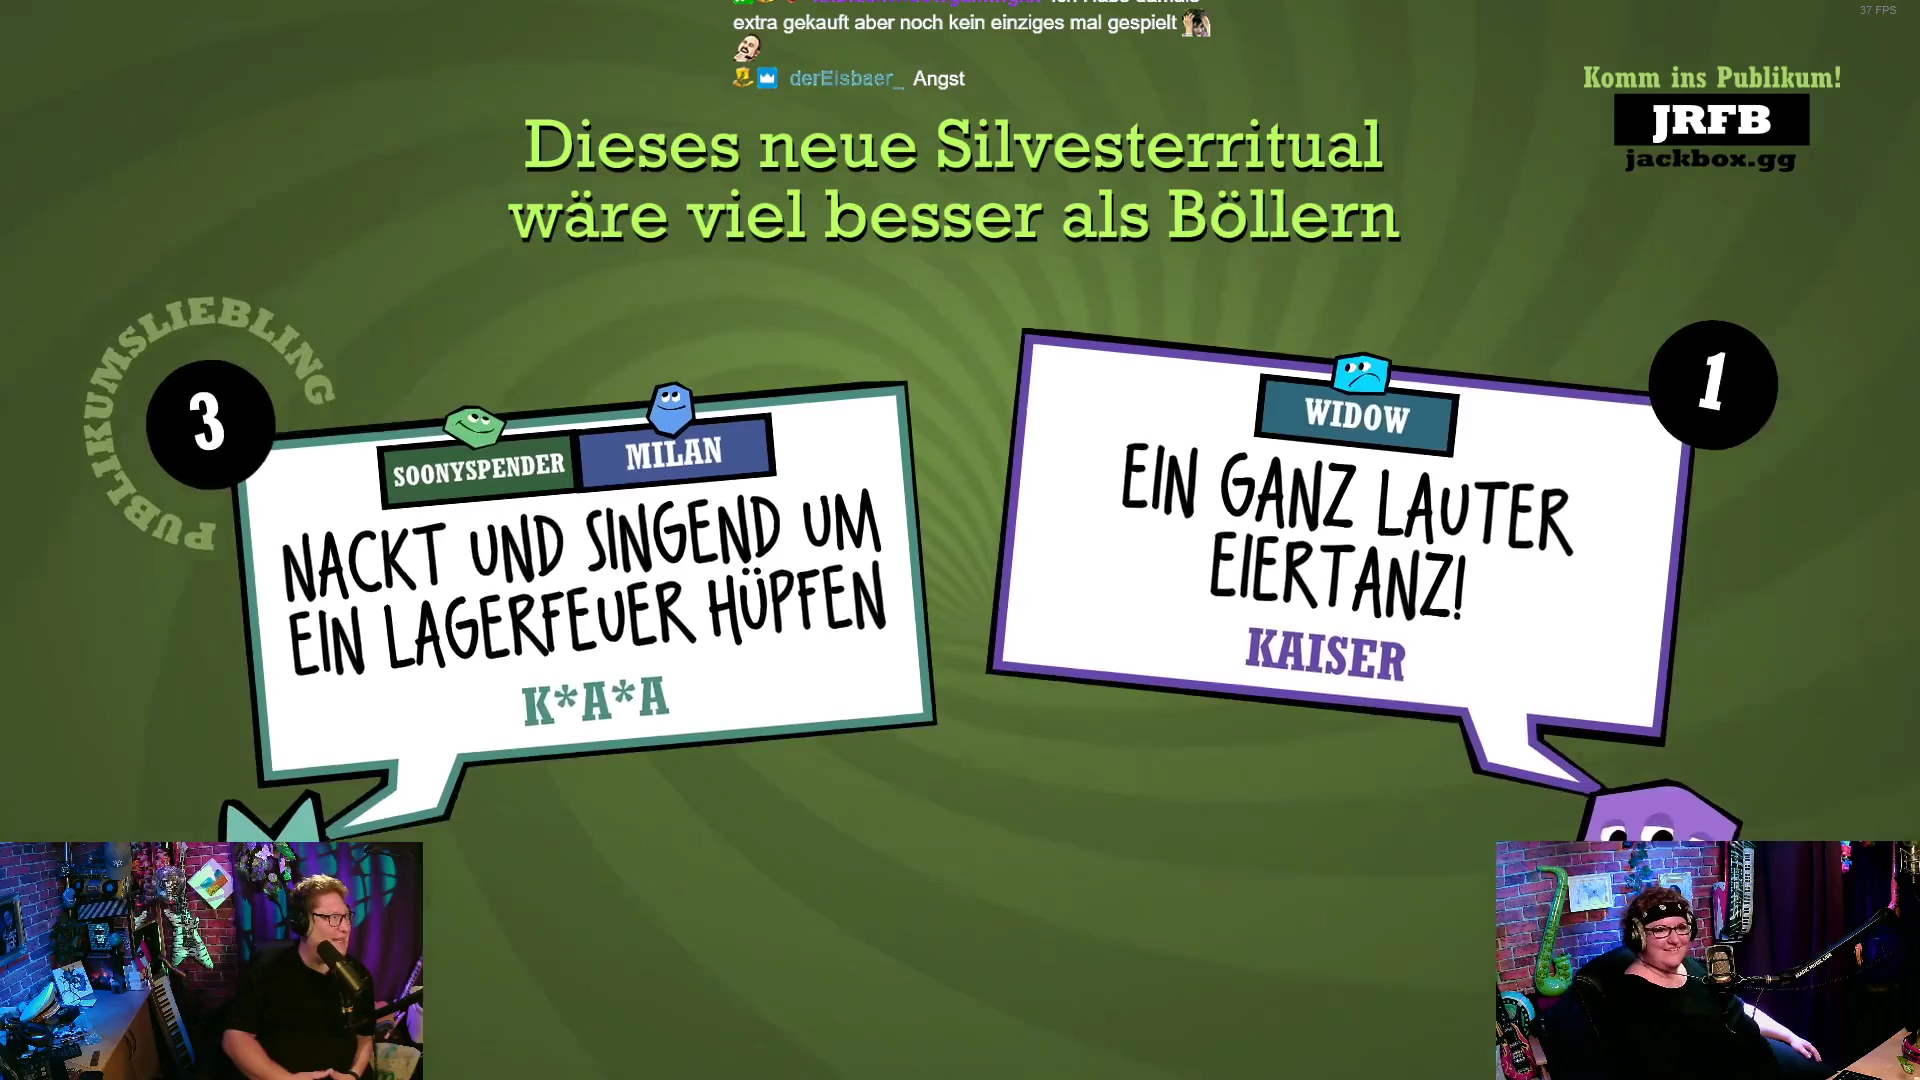 37 FPS
extra gekauft aber noch kein einziges mal gespielt
derEisbaer_ Angst
Komm ins Publikum!
JRFB
jackbox.gg
Dieses neue Silvesterritual
wäre viel besser als Böllern
PUBLIKUMSLIEBLING
3
SOONYSPENDER
MILAN
NACKT UND SINGEND UM
EIN LAGERFEUER HÜPFEN
K*A*A
1
WIDOW
EIN GANZ LAUTER
EIERTANZ!
KAISER